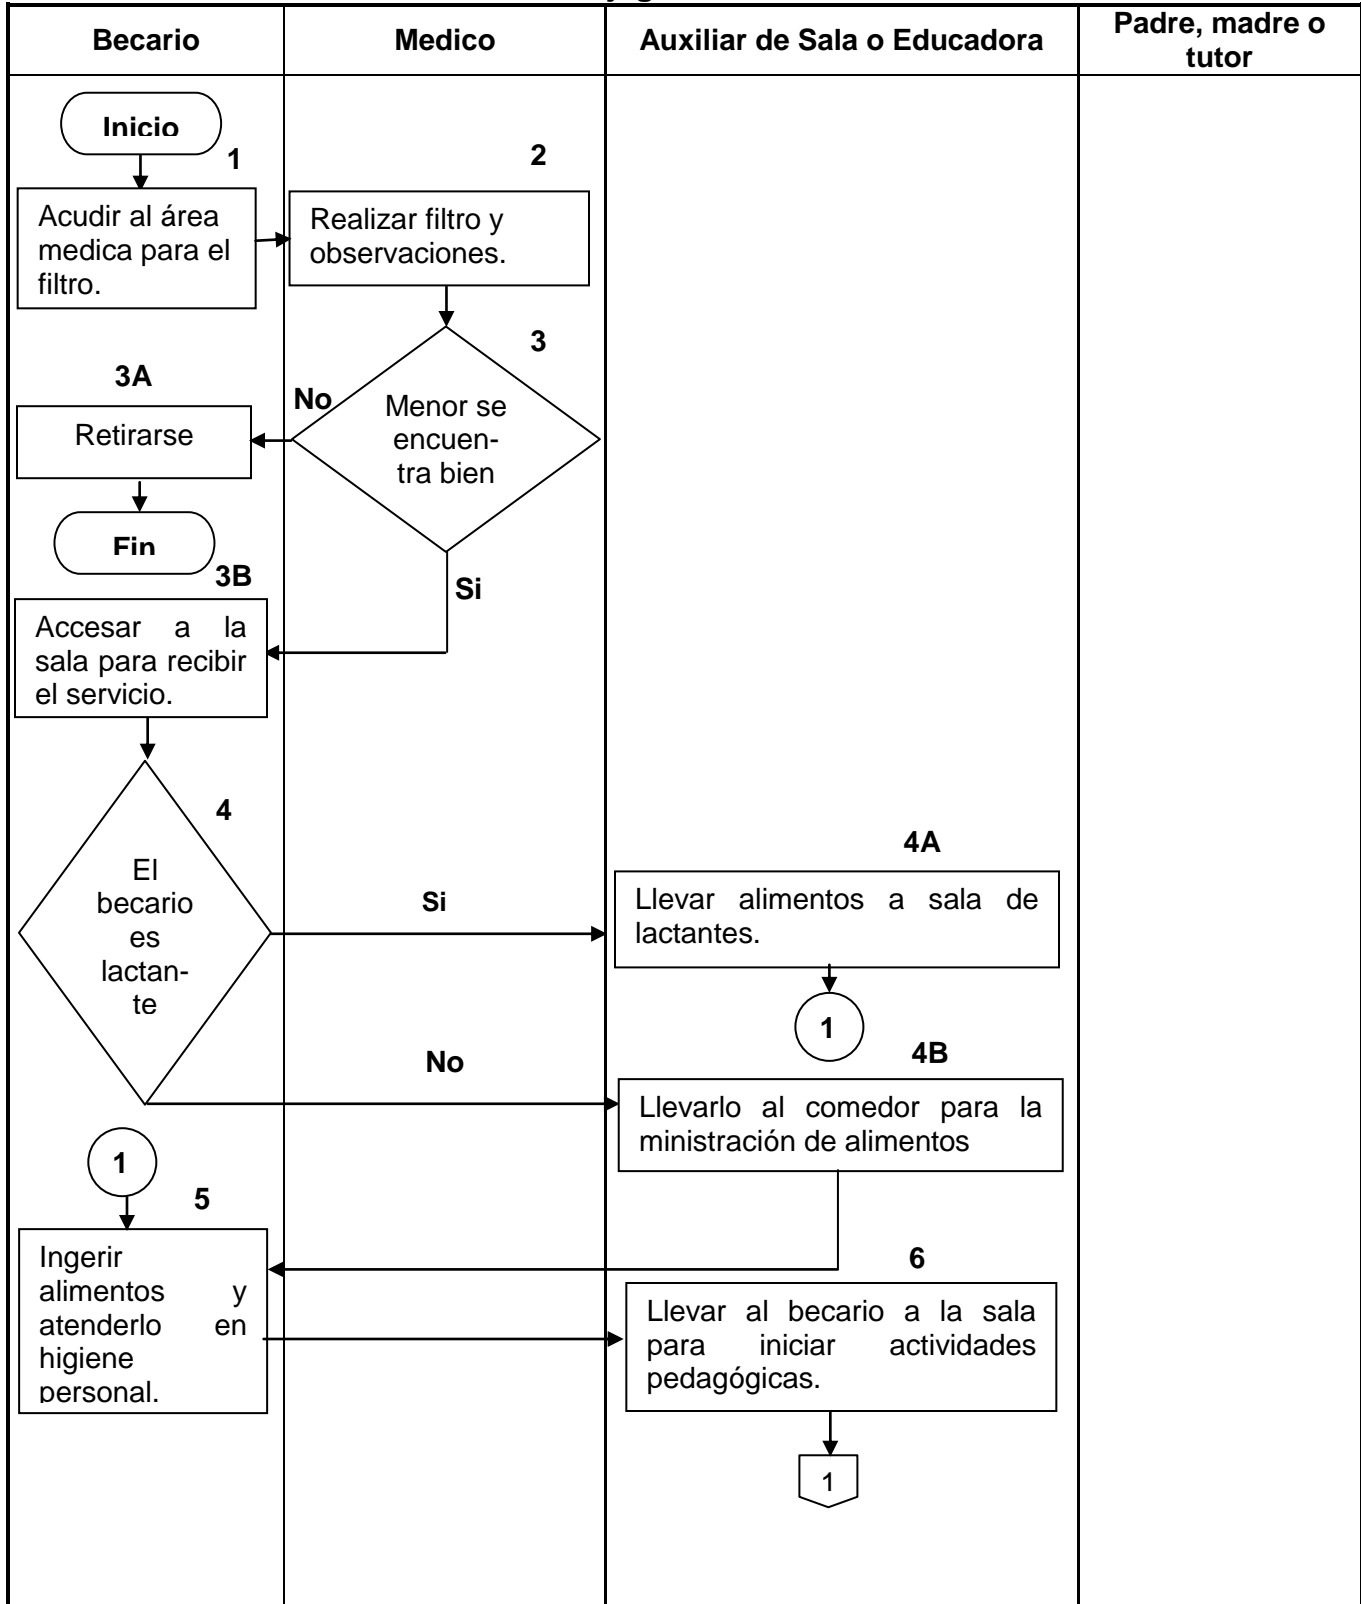 Becario
Medico
Auxiliar de Sala o Educadora
Padre, madre o
tutor
Inicio
1
2
Acudir al área
medica para el
filtro.
Realizar filtro y
observaciones.
3
3A
No
Menor se
encuen-
tra bien
Retirarse
Fin
3B
Si
Accesar a la
sala para recibir
el servicio.
4
El
becario
es
lactan-
te
Si
4A
Llevar alimentos a sala de
lactantes.
1
No
4B
Llevarlo al comedor para la
ministración de alimentos
1
5
Ingerir
alimentos y
atenderlo en
higiene
personal.
6
Llevar al becario a la sala
para iniciar actividades
pedagógicas.
1